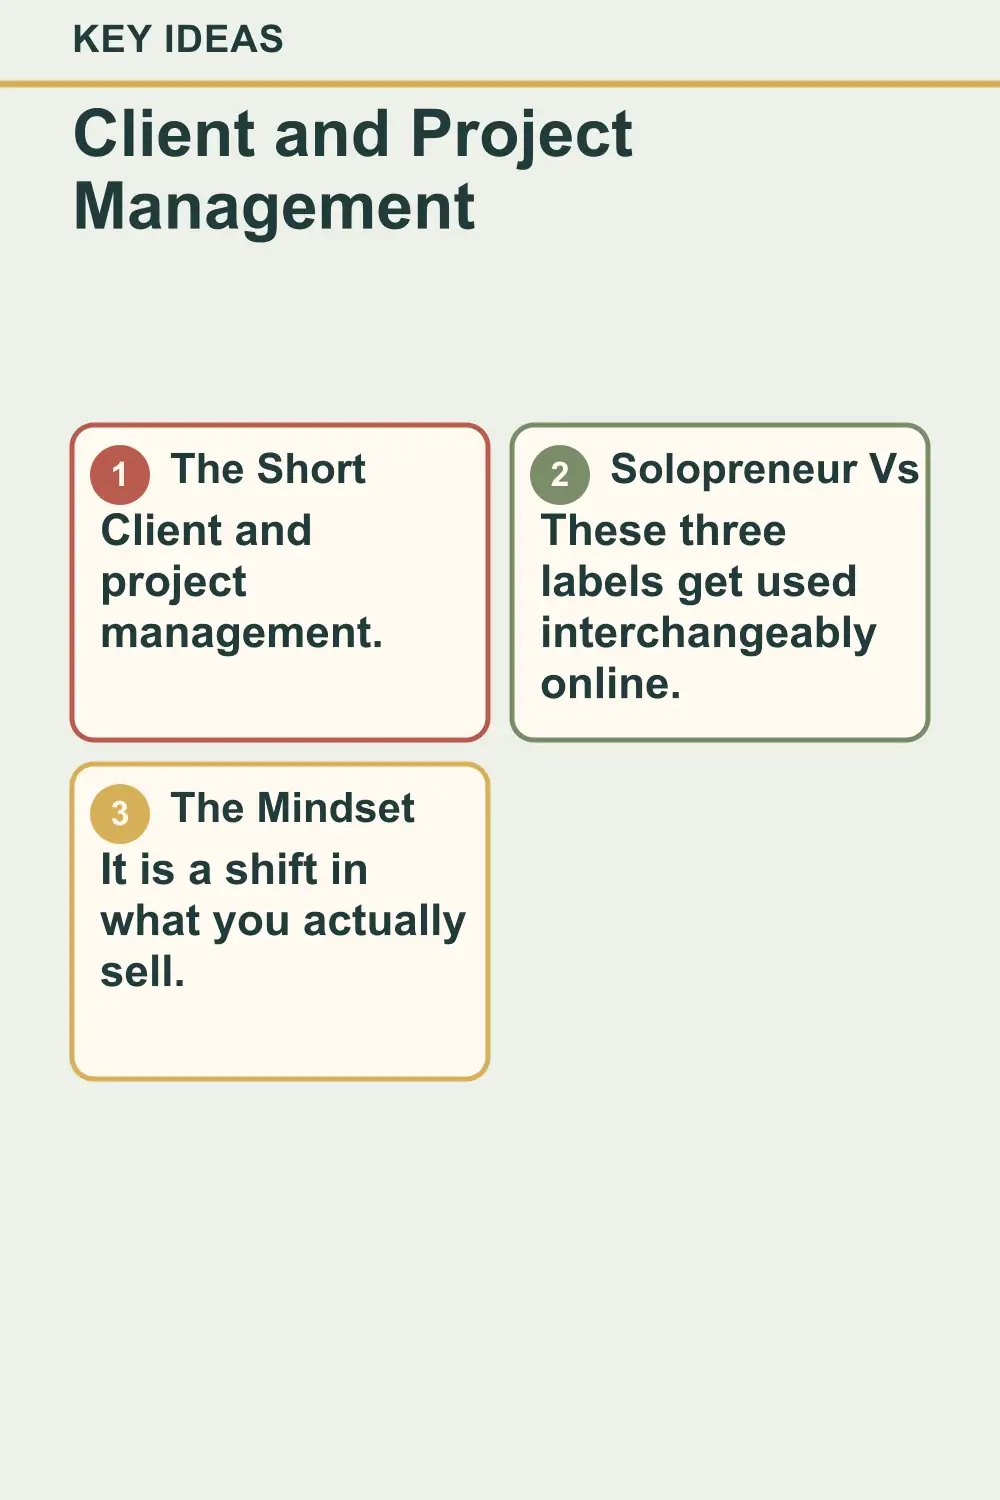 KEY IDEAS
Client and Project
Management
1 The Short
Client and
project
management.
2 Solopreneur Vs
These three
labels get used
interchangeably
online.
3 The Mindset
It is a shift in
what you actually
sell.